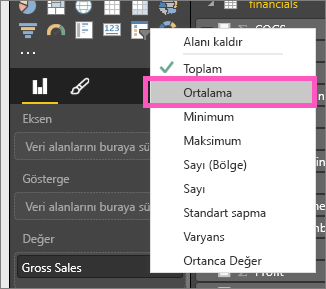 financials
COGS
Alanı kaldır
Toplam
Ortalama
Minimum
Maksimum
Sayı (Bölge)
Sayı
Standart sapma
Varyans
Ortanca Değer
Eksen
Veri alanlarını buraya sü
Gösterge
Veri alanlarını buraya sü
Değer
Gross Sales
Profit